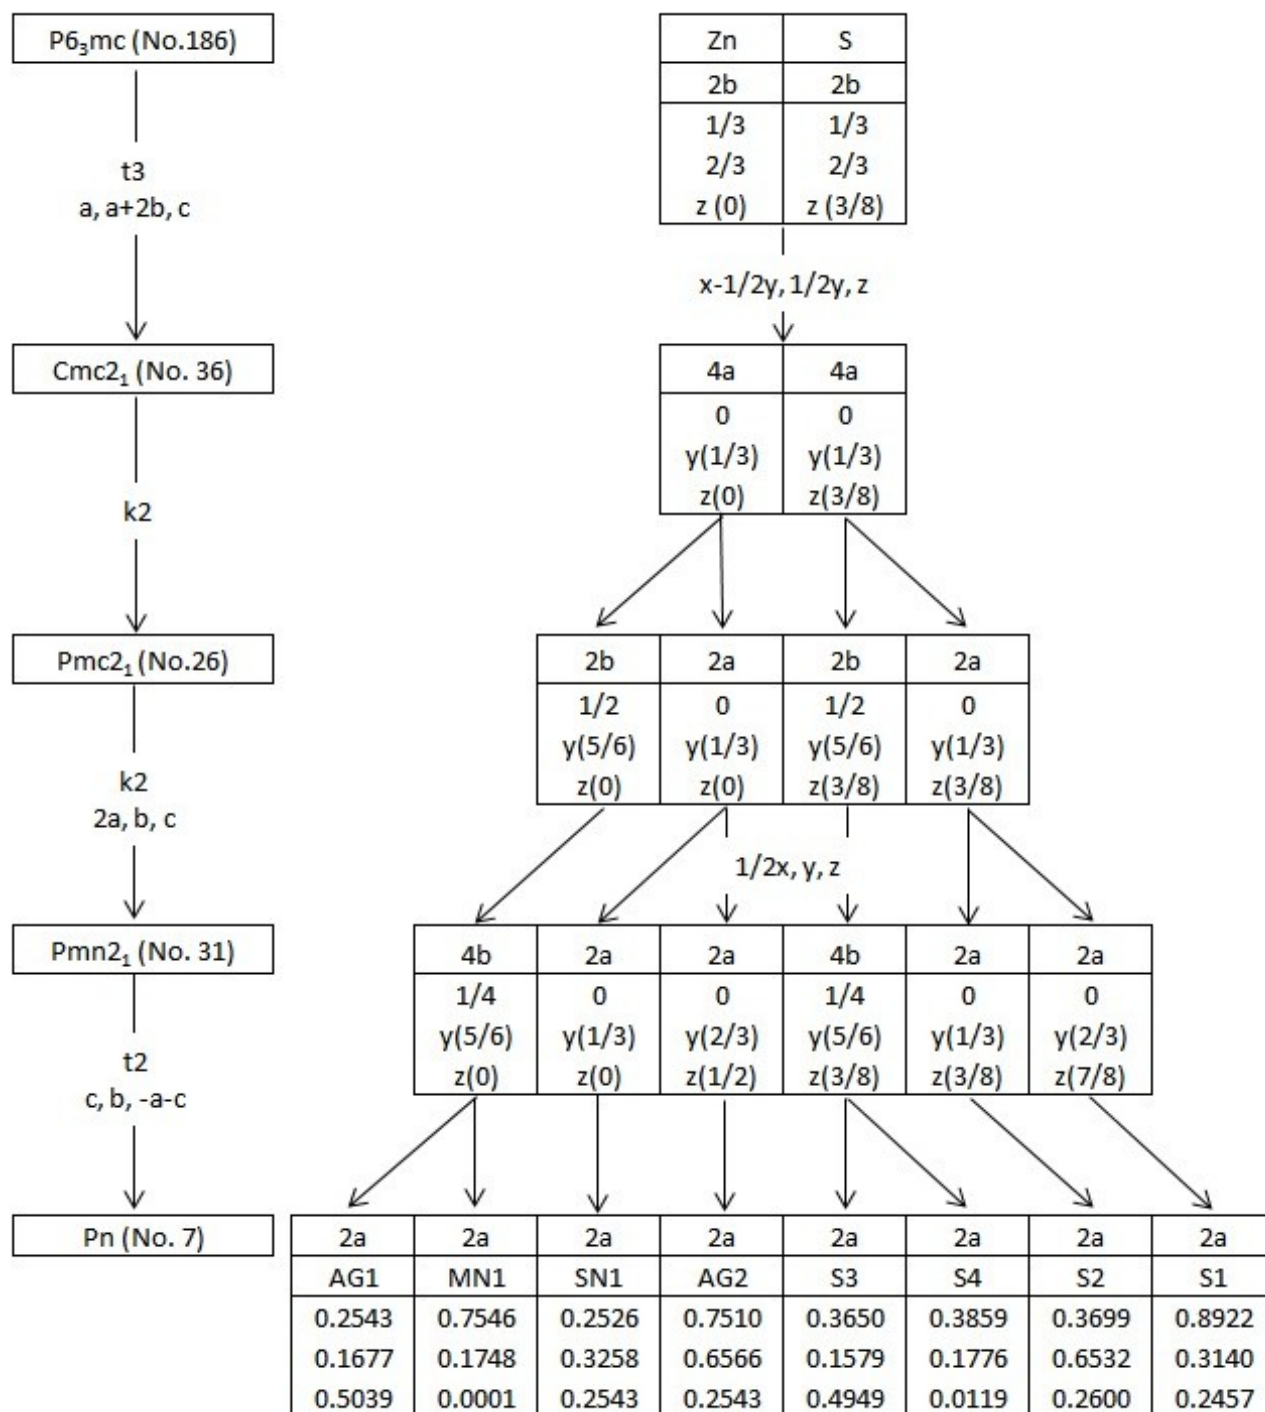 P6₃mc (No.186)
Zn S
2b 2b
1/3 1/3
2/3 2/3
z (0) z (3/8)
t3
a, a+2b, c
x-1/2y, 1/2y, z
Cmc2₁ (No. 36)
4a 4a
0 0
y(1/3) y(1/3)
z(0) z(3/8)
k2
Pmc2₁ (No.26)
2b 2a 2b 2a
1/2 0 1/2 0
y(5/6) y(1/3) y(5/6) y(1/3)
z(0) z(0) z(3/8) z(3/8)
k2
2a, b, c
1/2x, y, z
Pmn2₁ (No. 31)
4b 2a 2a 4b 2a 2a
1/4 0 0 1/4 0 0
y(5/6) y(1/3) y(2/3) y(5/6) y(1/3) y(2/3)
z(0) z(0) z(1/2) z(3/8) z(3/8) z(7/8)
t2
c, b, -a-c
Pn (No. 7)
2a 2a 2a 2a 2a 2a 2a 2a
AG1 MN1 SN1 AG2 S3 S4 S2 S1
0.2543 0.7546 0.2526 0.7510 0.3650 0.3859 0.3699 0.8922
0.1677 0.1748 0.3258 0.6566 0.1579 0.1776 0.6532 0.3140
0.5039 0.0001 0.2543 0.2543 0.4949 0.0119 0.2600 0.2457